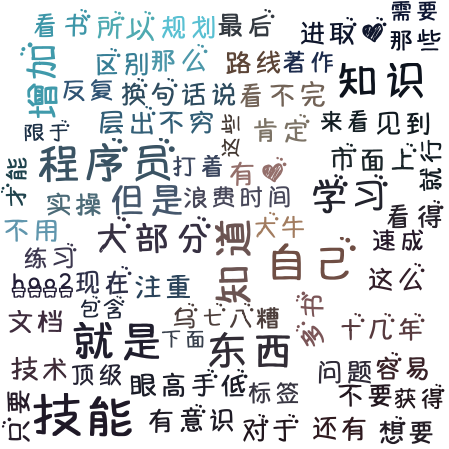 看书
所以
规划
最后
需要
进取
那些
增加
区别
那么
路线
著作
知识
反复
换句话说
看不完
限于
层出不穷
这些
肯定
来看
见到
程序员
打着
有
市面上
就行
才能
实操
但是
浪费时间
学习
看得
不用
大部分
知道
大牛
速成
练习
自己
这么
现在
注重
包含
文档
乌七八糟
多书
十几年
就是
下面
东西
技术
顶级
眼高手低
标签
问题
容易
不要
获得
只要
技能
有意识
对于
还有
想要